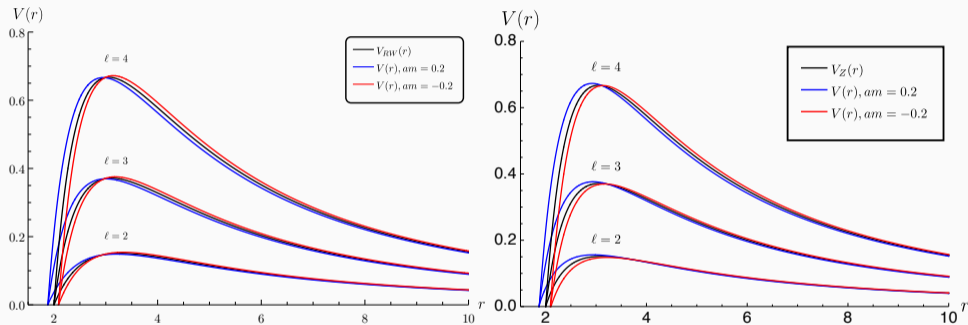 V(r)
0.8
ℓ = 4
V_{RW}(r)
V(r), am = 0.2
V(r), am = −0.2
0.6
0.4
ℓ = 3
0.2
ℓ = 2
0.0
2 4 6 8 10
r
V(r)
0.8
ℓ = 4
V_Z(r)
V(r), am = 0.2
V(r), am = −0.2
0.6
0.4
ℓ = 3
0.2
ℓ = 2
0.0
2 4 6 8 10
r